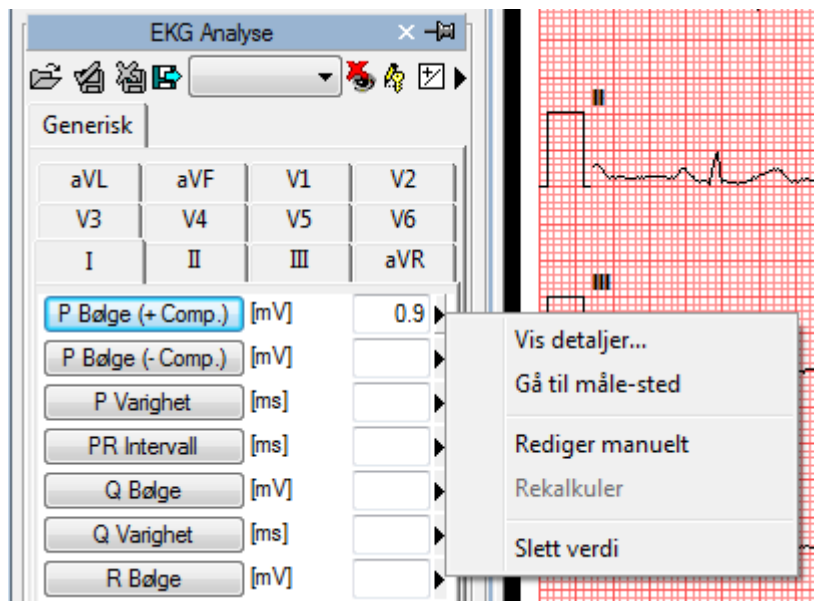 EKG Analyse
Generisk
aVL aVF V1 V2
V3 V4 V5 V6
I II III aVR
P Bølge (+ Comp.) [mV] 0.9
P Bølge (- Comp.) [mV]
P Varighet [ms]
PR Intervall [ms]
Q Bølge [mV]
Q Varighet [ms]
R Bølge [mV]
Vis detaljer...
Gå til måle-sted
Rediger manuelt
Rekalkuler
Slett verdi
II
III